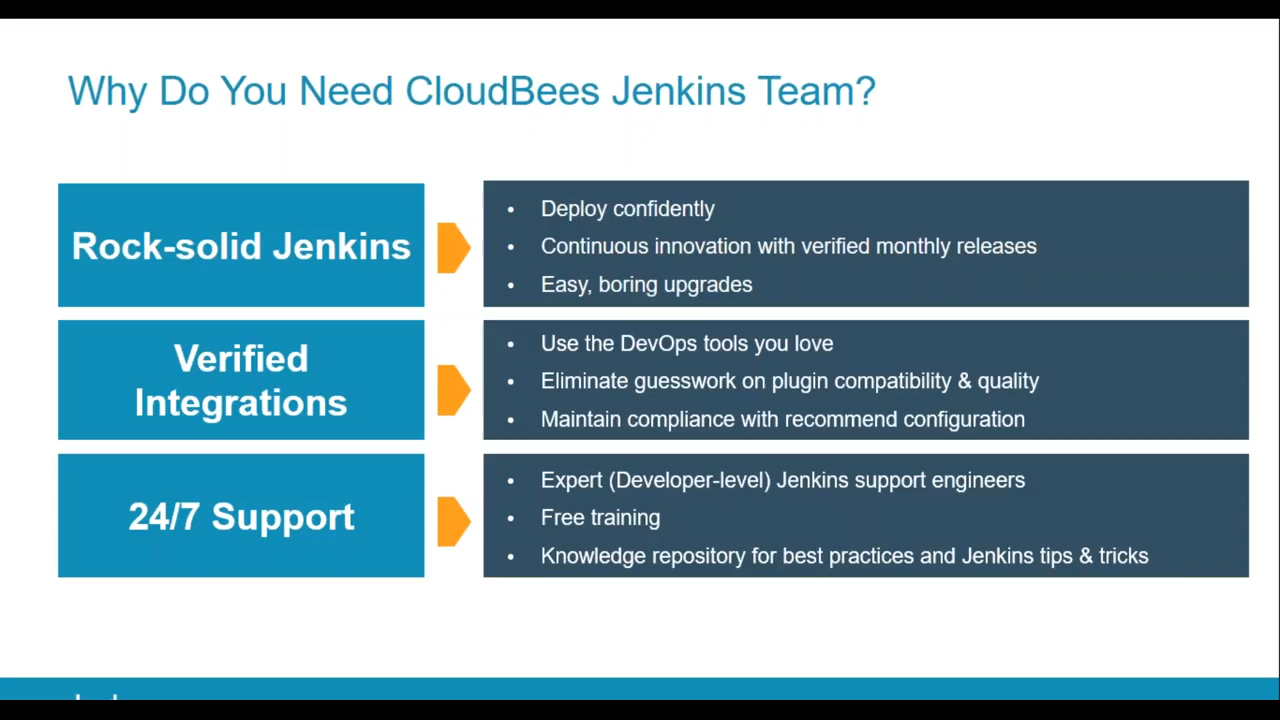 Why Do You Need CloudBees Jenkins Team?
Rock-solid Jenkins
• Deploy confidently
• Continuous innovation with verified monthly releases
• Easy, boring upgrades
Verified
Integrations
• Use the DevOps tools you love
• Eliminate guesswork on plugin compatibility & quality
• Maintain compliance with recommend configuration
24/7 Support
• Expert (Developer-level) Jenkins support engineers
• Free training
• Knowledge repository for best practices and Jenkins tips & tricks